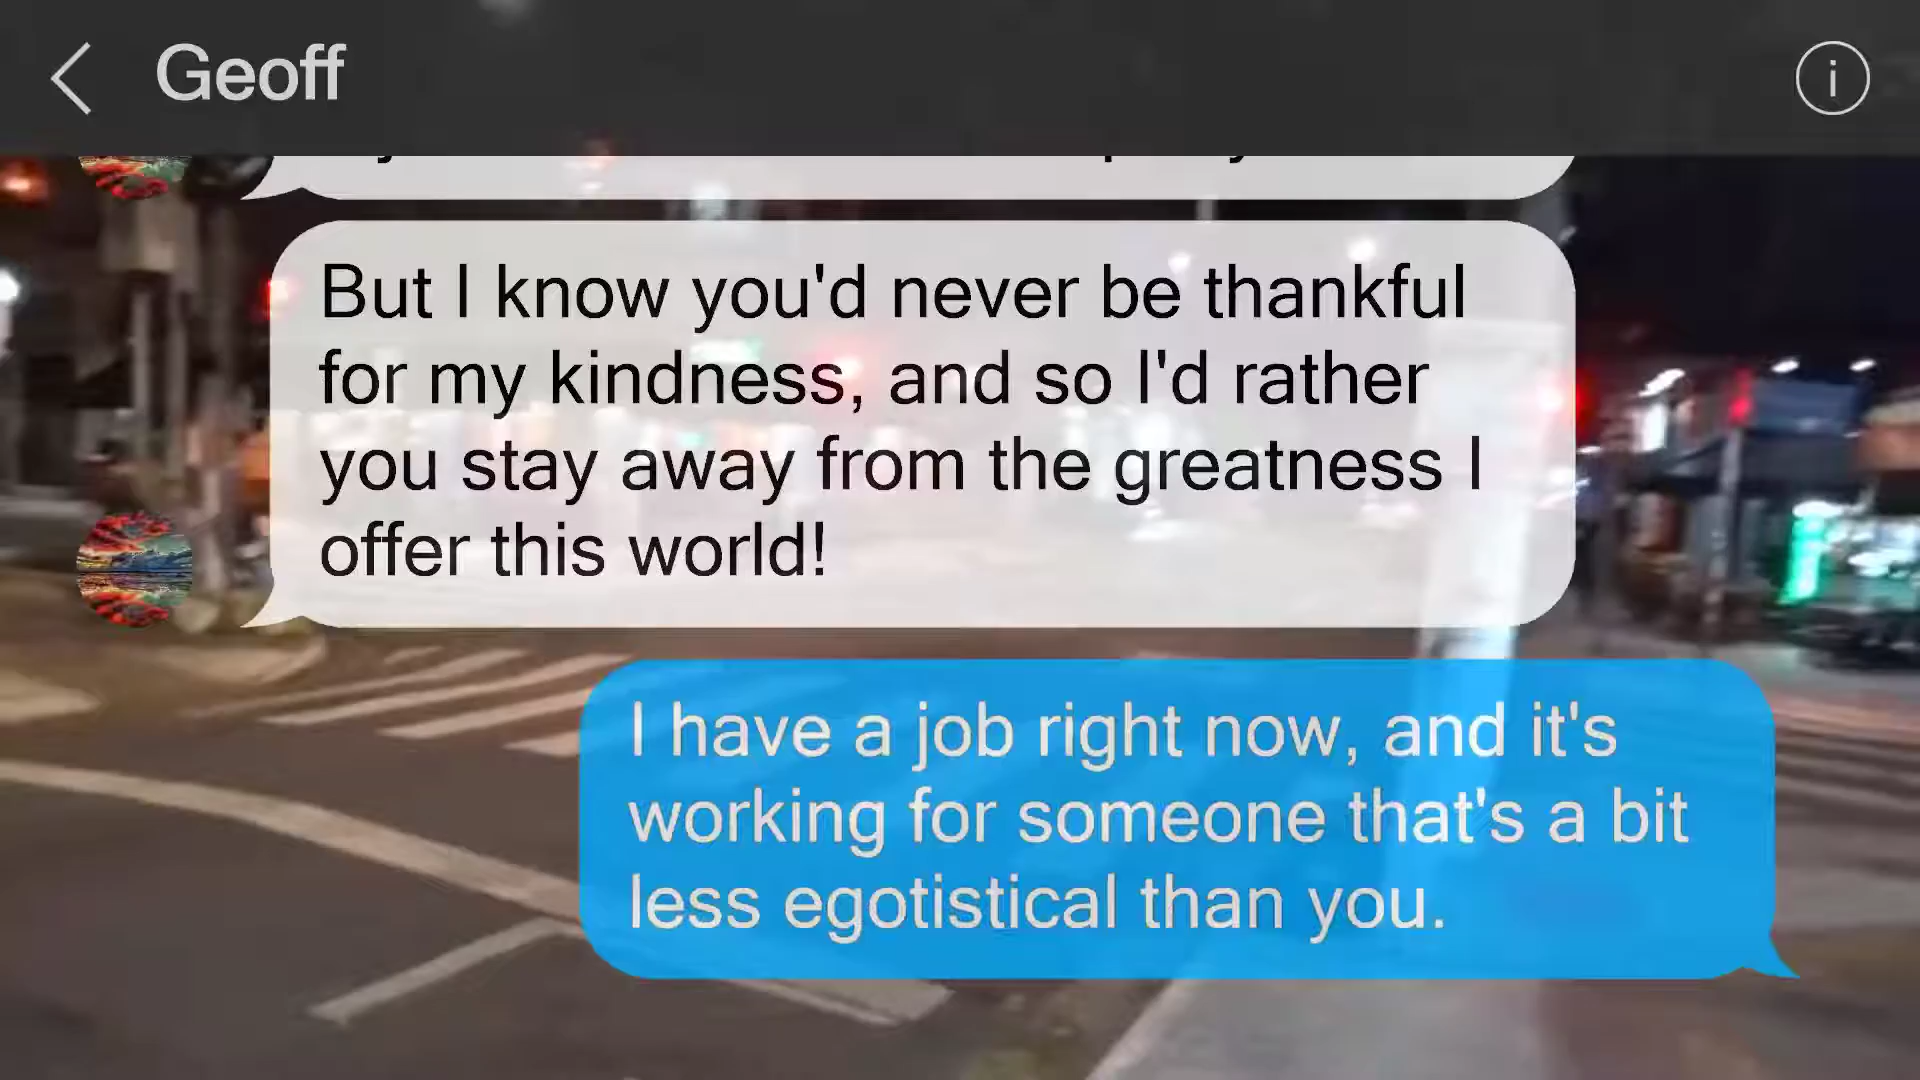 Geoff
But I know you'd never be thankful
for my kindness, and so I'd rather
you stay away from the greatness I
offer this world!
I have a job right now, and it's
working for someone that's a bit
less egotistical than you.